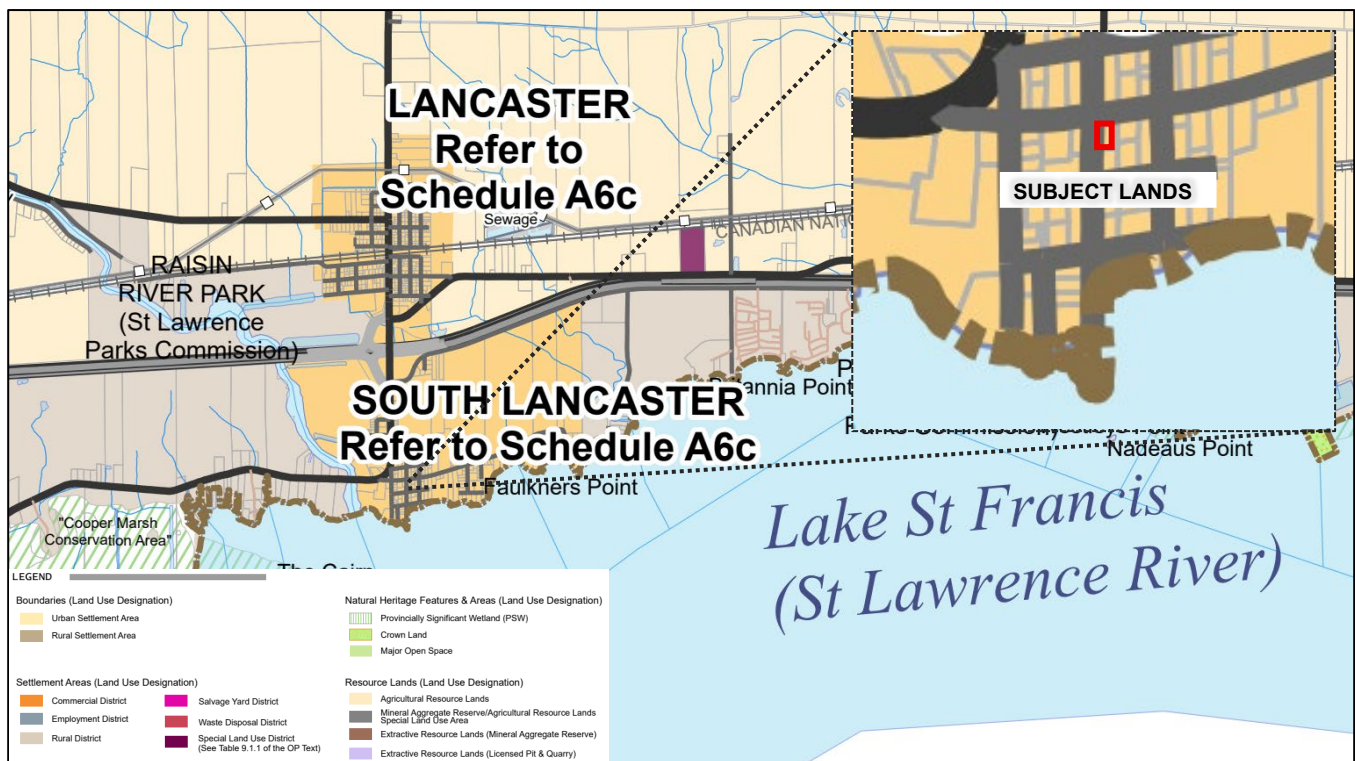 LANCASTER
Refer to
Schedule A6c
Sewage
CANADIAN
RAISIN
RIVER PARK
(St Lawrence
Parks Commission)
SUBJECT LANDS
SOUTH LANCASTER
Refer to Schedule A6c
Point
Nadeaus Point
Faulkners Point
"Cooper Marsh
Conservation Area"
Lake St Francis
(St Lawrence River)
LEGEND
Boundaries (Land Use Designation)
Urban Settlement Area
Rural Settlement Area
Settlement Areas (Land Use Designation)
Commercial District
Employment District
Rural District
Salvage Yard District
Waste Disposal District
Special Land Use District
(See Table 9.1.1 of the OP Text)
Natural Heritage Features & Areas (Land Use Designation)
Provincially Significant Wetland (PSW)
Crown Land
Major Open Space
Resource Lands (Land Use Designation)
Agricultural Resource Lands
Mineral Aggregate Reserve/Agricultural Resource Lands
Special Land Use Area
Extractive Resource Lands (Mineral Aggregate Reserve)
Extractive Resource Lands (Licensed Pit & Quarry)